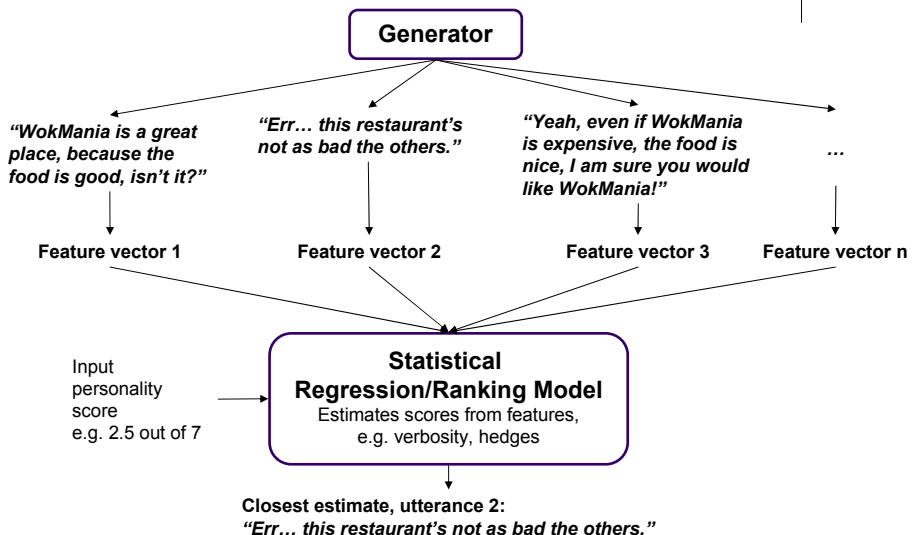 Generator
“WokMania is a great
place, because the
food is good, isn’t it?”
“Err… this restaurant’s
not as bad the others.”
“Yeah, even if WokMania
is expensive, the food is
nice, I am sure you would
like WokMania!”
…
Feature vector 1
Feature vector 2
Feature vector 3
Feature vector n
Input
personality
score
e.g. 2.5 out of 7
Statistical
Regression/Ranking Model
Estimates scores from features,
e.g. verbosity, hedges
Closest estimate, utterance 2:
“Err… this restaurant’s not as bad the others.”